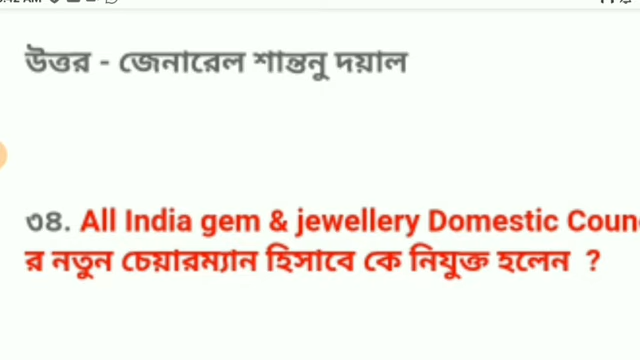 উত্তর - জেনারেল শান্তনু দয়াল
৩৪. All India gem & jewellery Domestic
র নতুন চেয়ারম্যান হিসাবে কে নিযুক্ত হলেন ?